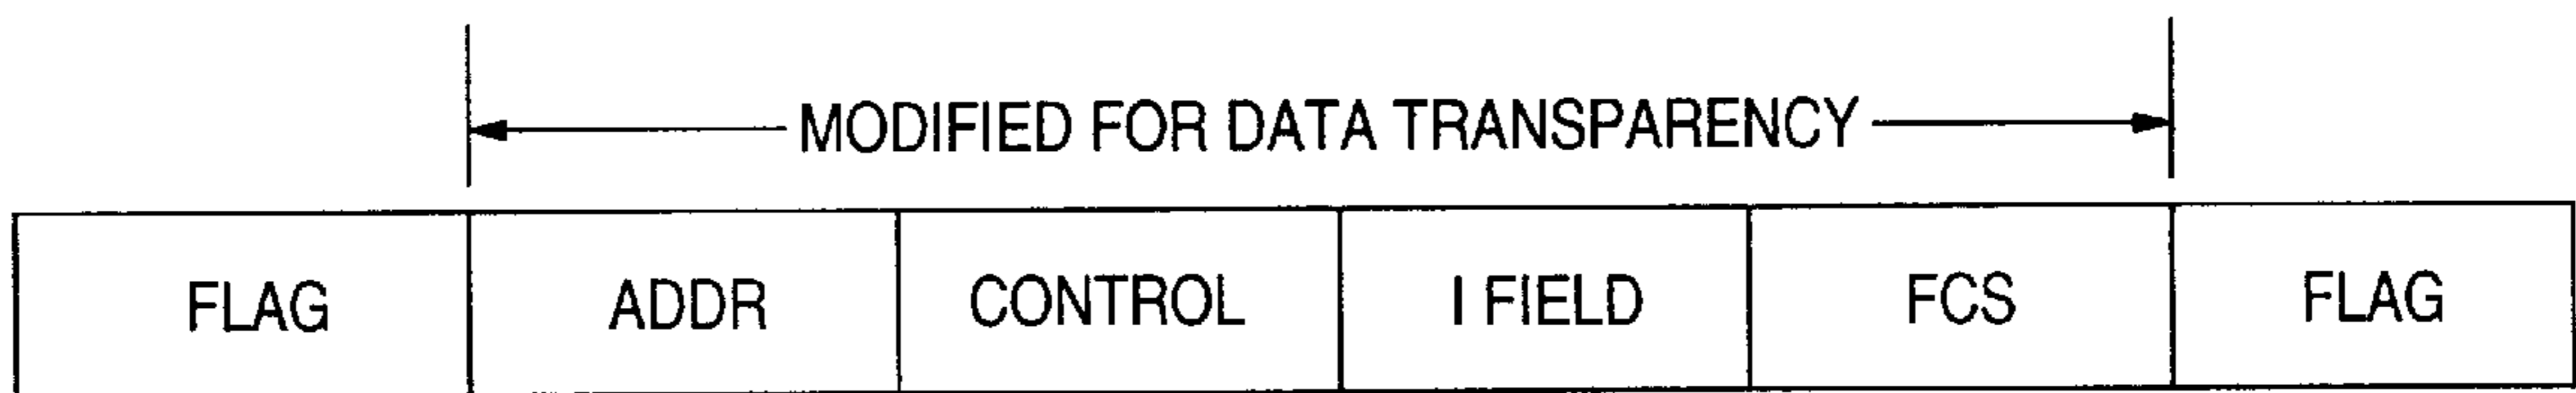 MODIFIED FOR DATA TRANSPARENCY
FLAG ADDR CONTROL I FIELD FCS FLAG